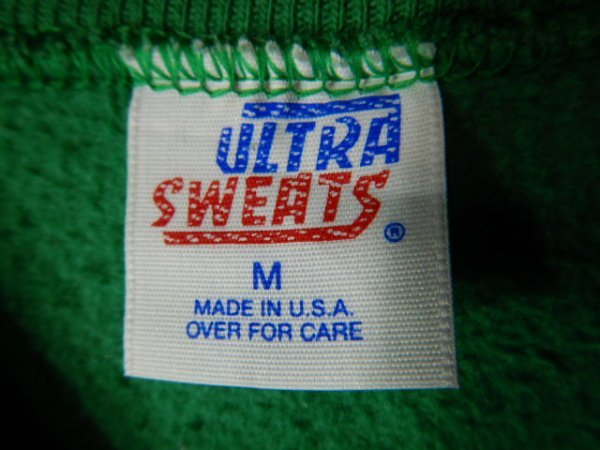 ULTRA
SWEATS®
M
MADE IN U.S.A.
OVER FOR CARE